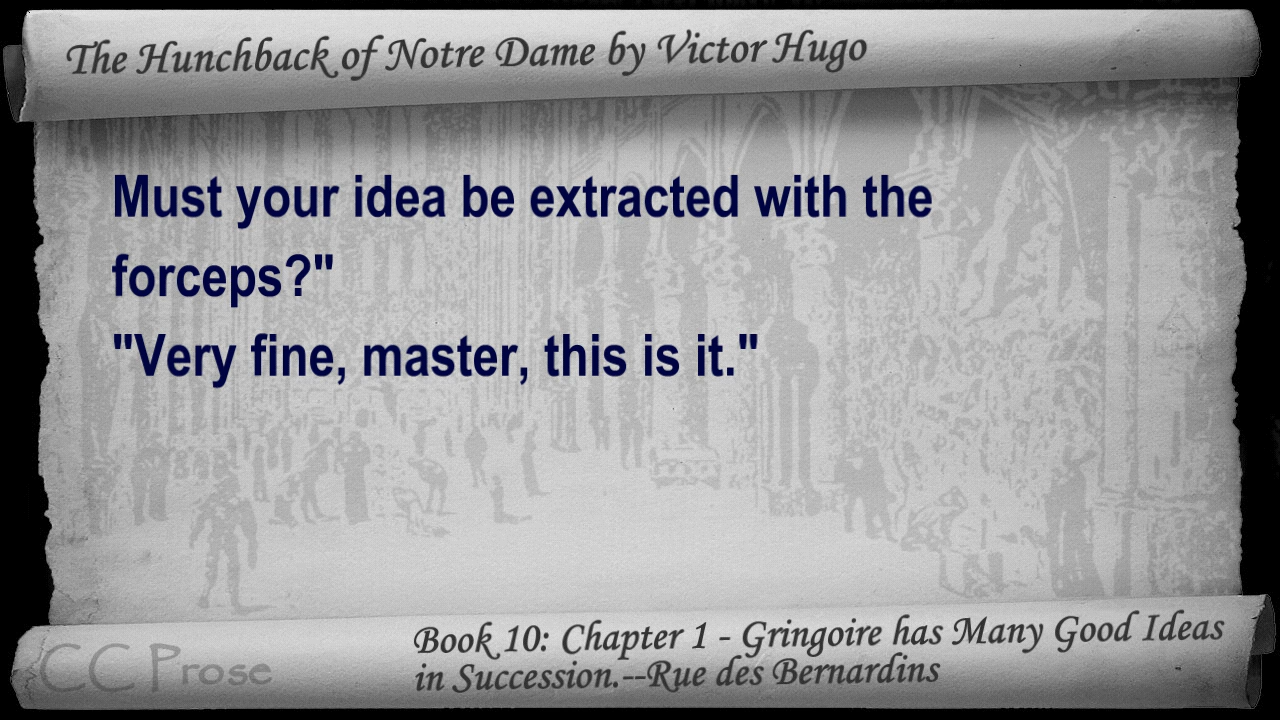 The Hunchback of Notre Dame by Victor Hugo
Must your idea be extracted with the
forceps?"
"Very fine, master, this is it."
CC Prose
Book 10: Chapter 1 - Gringoire has Many Good Ideas
in Succession.--Rue des Bernardins